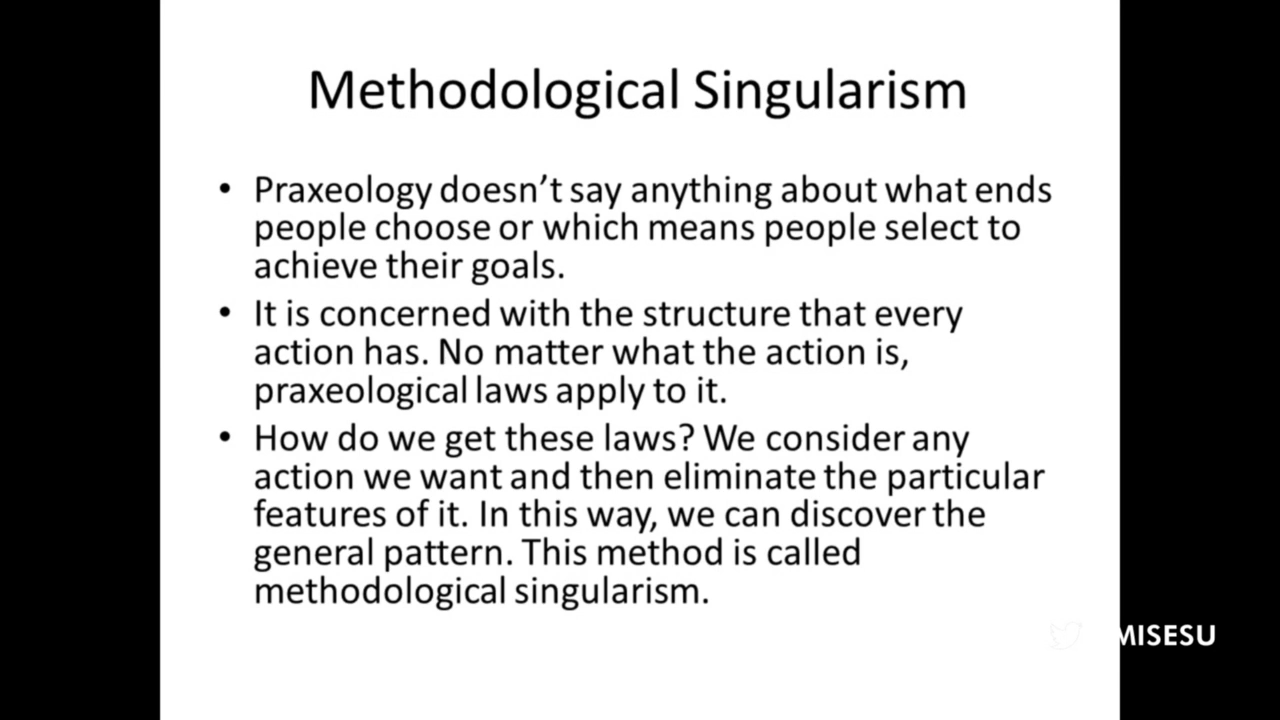 Methodological Singularism
• Praxeology doesn't say anything about what ends
people choose or which means people select to
achieve their goals.
• It is concerned with the structure that every
action has. No matter what the action is,
praxeological laws apply to it.
• How do we get these laws? We consider any
action we want and then eliminate the particular
features of it. In this way, we can discover the
general pattern. This method is called
methodological singularism.
MISESU